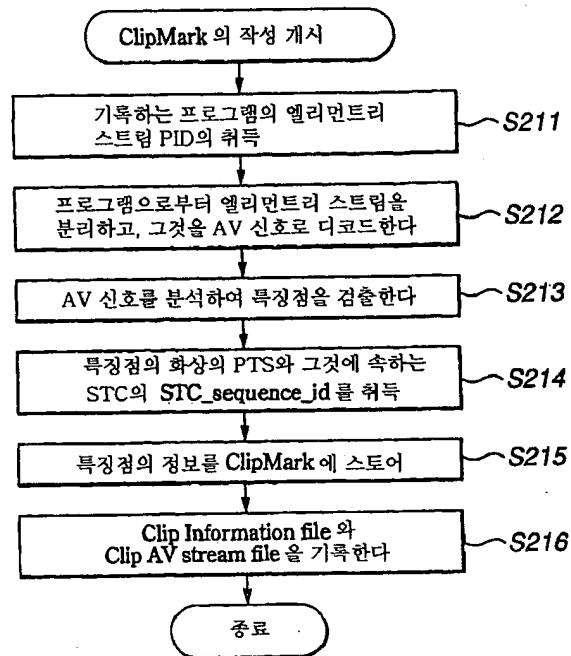 ClipMark 의 작성 개시
기록하는 프로그램의 엘리먼트리
스트림 PID의 취득
S211
프로그램으로부터 엘리먼트리 스트림을
분리하고, 그것을 AV 신호로 디코드한다
S212
AV 신호를 분석하여 특징점을 검출한다
S213
특징점의 화상의 PTS와 그것에 속하는
STC의 STC_sequence_id 를 취득
S214
특징점의 정보를 ClipMark 에 스토어
S215
Clip Information file 와
Clip AV stream file 을 기록한다
S216
종료